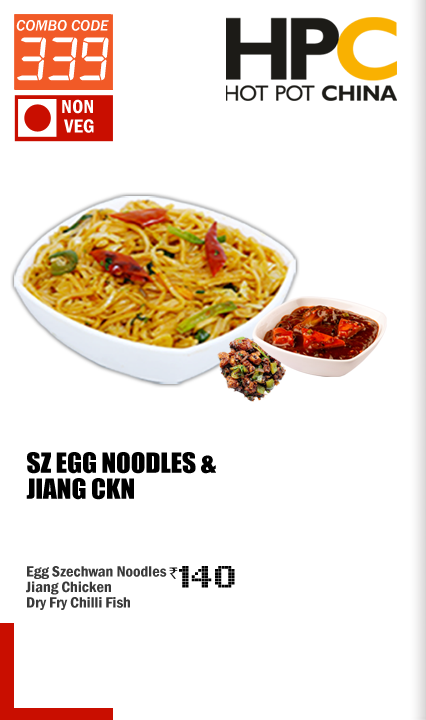 COMBO CODE
339
NON
VEG
HPC
HOT POT CHINA
SZ EGG NOODLES &
JIANG CKN
Egg Szechwan Noodles ₹140
Jiang Chicken
Dry Fry Chilli Fish